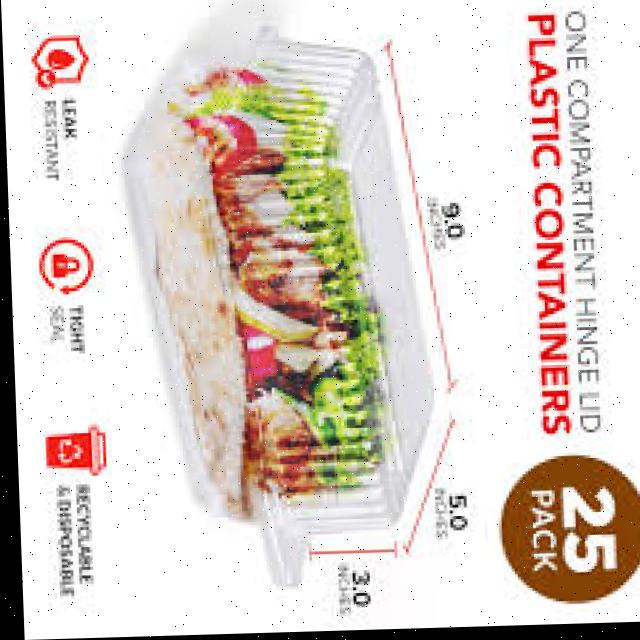 ONE COMPARTMENT HINGE LID
PLASTIC CONTAINERS
25
PACK
9.0
INCHES
5.0
INCHES
3.0
INCHES
LEAK
RESISTANT
TIGHT
SEAL
RECYCLABLE
& DISPOSABLE